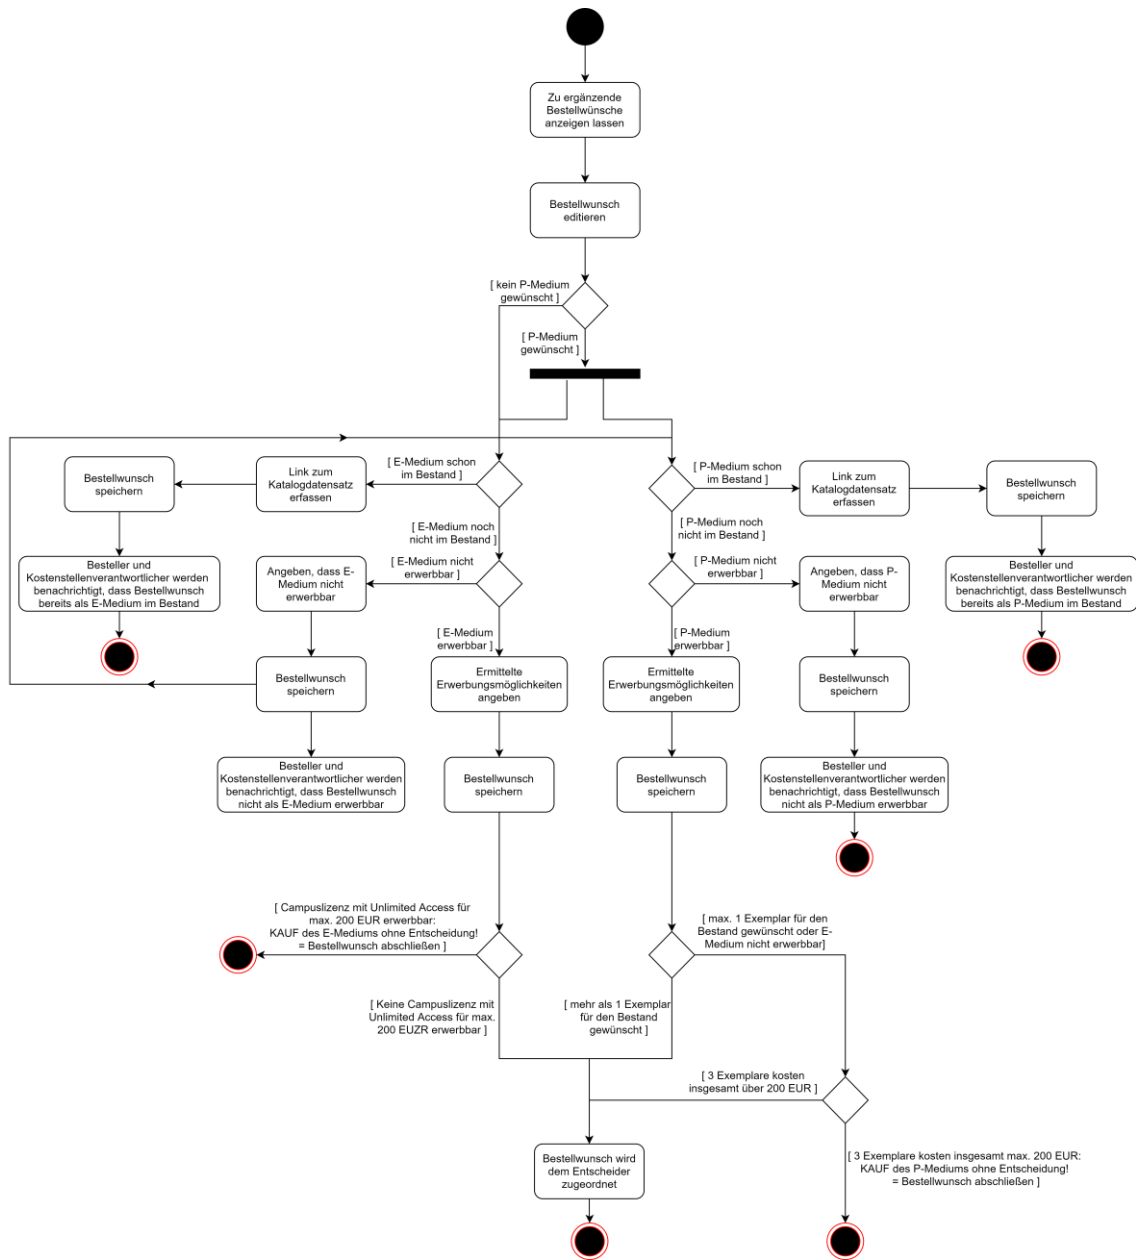 Zu ergänzende
Bestellwünsche
anzeigen lassen
Bestellwunsch
editieren
[ kein P-Medium
gewünscht ]
[ P-Medium
gewünscht ]
Bestellwunsch
speichern
Link zum
Katalogdatensatz
erfassen
[ E-Medium schon
im Bestand ]
[ P-Medium schon
im Bestand ]
Link zum
Katalogdatensatz
erfassen
Bestellwunsch
speichern
[ E-Medium noch
nicht im Bestand ]
[ P-Medium noch
nicht im Bestand ]
Besteller und
Kostenstellenverantwortlicher werden
benachrichtigt, dass Bestellwunsch
bereits als E-Medium im Bestand
Angeben, dass E-
Medium nicht
erwerbbar
[ E-Medium nicht
erwerbbar ]
[ P-Medium nicht
erwerbbar ]
Angeben, dass P-
Medium nicht
erwerbbar
Besteller und
Kostenstellenverantwortlicher werden
benachrichtigt, dass Bestellwunsch
bereits als P-Medium im Bestand
[ E-Medium
erwerbbar ]
[ P-Medium
erwerbbar ]
Bestellwunsch
speichern
Ermittelte
Erwerbungsmöglichkeiten
angeben
Ermittelte
Erwerbungsmöglichkeiten
angeben
Bestellwunsch
speichern
Besteller und
Kostenstellenverantwortlicher werden
benachrichtigt, dass Bestellwunsch
nicht als E-Medium erwerbbar
Bestellwunsch
speichern
Bestellwunsch
speichern
Besteller und
Kostenstellenverantwortlicher werden
benachrichtigt, dass Bestellwunsch
nicht als P-Medium erwerbbar
[ Campuslizenz mit Unlimited Access für
max. 200 EUR erwerbbar:
KAUF des E-Mediums ohne Entscheidung!
= Bestellwunsch abschließen ]
[ max. 1 Exemplar für den
Bestand gewünscht oder E-
Medium nicht erwerbbar]
[ Keine Campuslizenz mit
Unlimited Access für max.
200 EUZR erwerbbar ]
[ mehr als 1 Exemplar
für den Bestand
gewünscht ]
[ 3 Exemplare kosten
insgesamt über 200 EUR ]
Bestellwunsch wird
dem Entscheider
zugeordnet
[ 3 Exemplare kosten insgesamt max. 200 EUR:
KAUF des P-Mediums ohne Entscheidung!
= Bestellwunsch abschließen ]